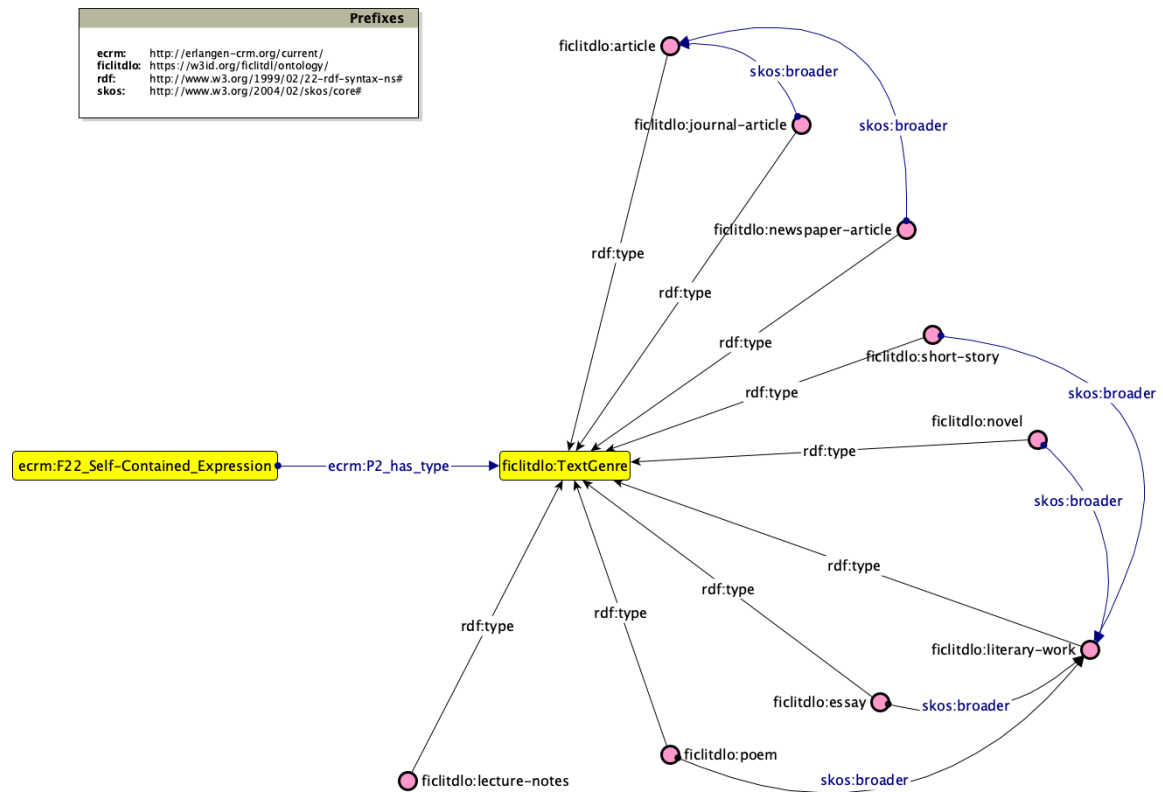 Prefixes
ecrm: http://erlangen-crm.org/current/
ficlitdlo: https://w3id.org/ficlitdl/ontology/
rdf: http://www.w3.org/1999/02/22-rdf-syntax-ns#
skos: http://www.w3.org/2004/02/skos/core#
ficlitdlo:article
skos:broader
ficlitdlo:journal-article
skos:broader
ficlitdlo:newspaper-article
rdf:type
rdf:type
rdf:type
ficlitdlo:short-story
rdf:type
skos:broader
ficlitdlo:novel
rdf:type
ecrm:F22_Self-Contained_Expression
ecrm:P2_has_type
ficlitdlo:TextGenre
skos:broader
rdf:type
rdf:type
rdf:type
rdf:type
ficlitdlo:literary-work
ficlitdlo:essay
skos:broader
ficlitdlo:poem
ficlitdlo:lecture-notes
skos:broader